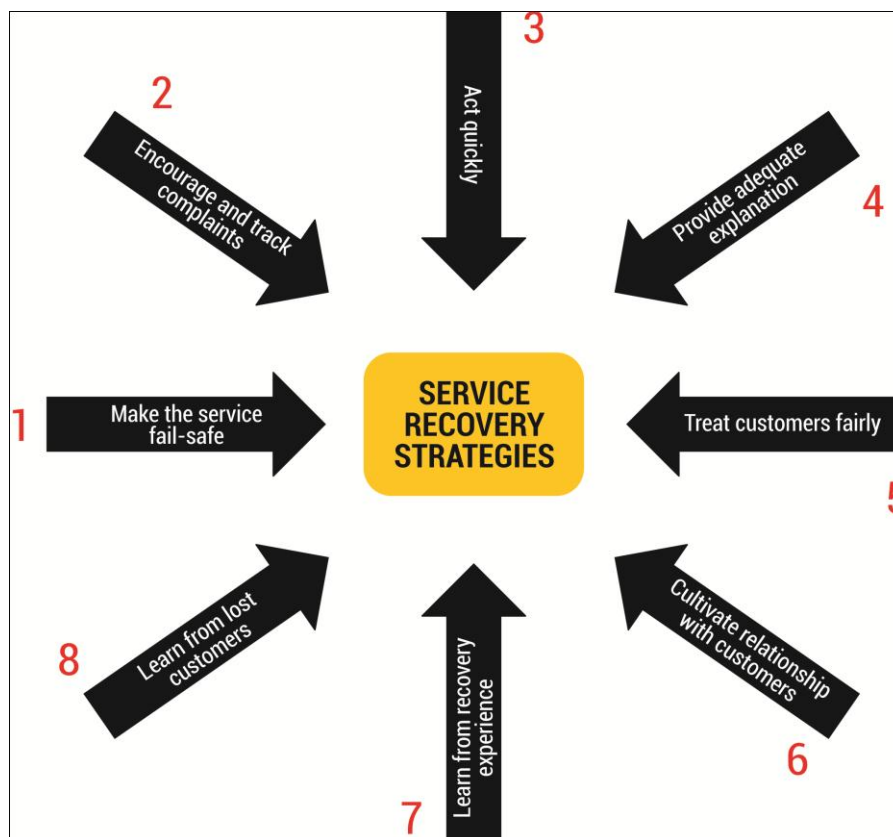 3
Act quickly
2
Encourage and track
complaints
4
Provide adequate
explanation
1
Make the service
fail-safe
SERVICE
RECOVERY
STRATEGIES
Treat customers fairly
5
8
Learn from lost
customers
7
Learn from recovery
experience
Cultivate relationship
with customers
6